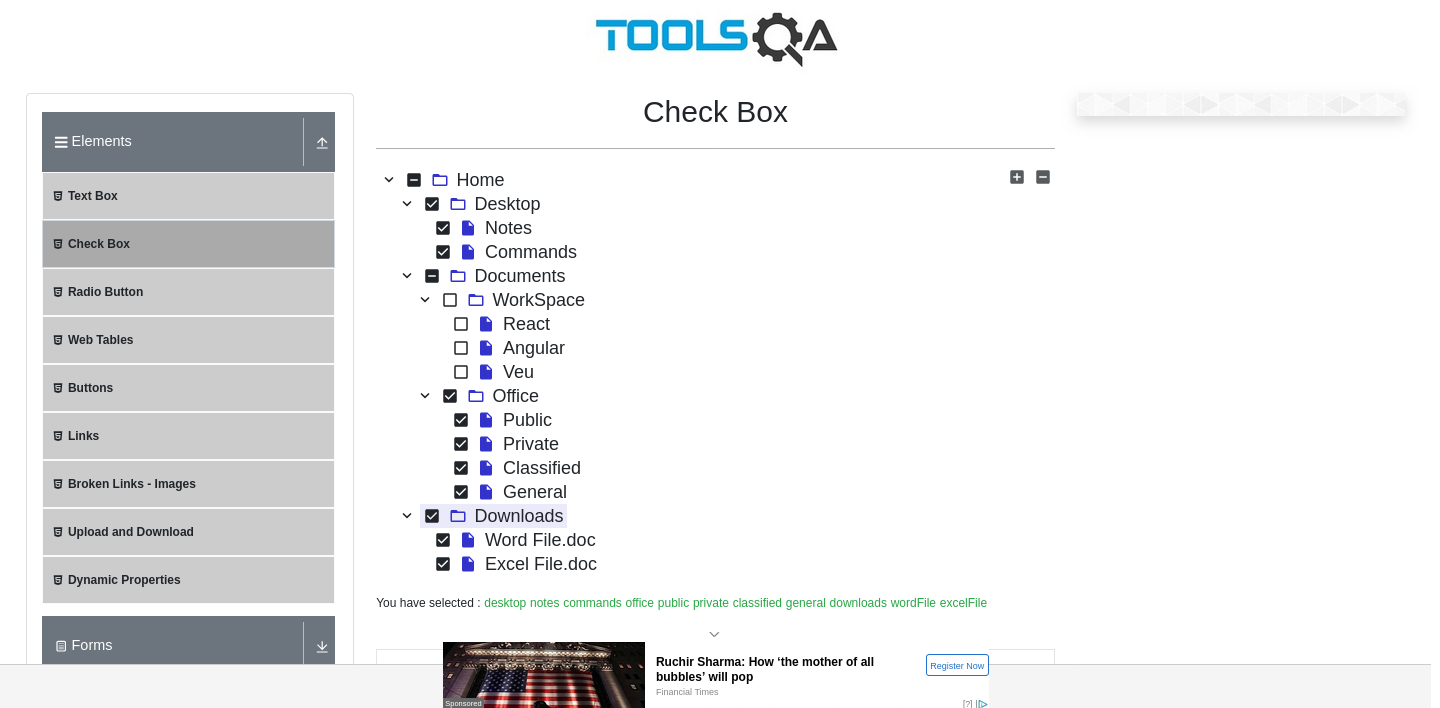 TOOLSQA
Elements
Text Box
Check Box
Radio Button
Web Tables
Buttons
Links
Broken Links - Images
Upload and Download
Dynamic Properties
Forms
Check Box
Home
Desktop
Notes
Commands
Documents
WorkSpace
React
Angular
Veu
Office
Public
Private
Classified
General
Downloads
Word File.doc
Excel File.doc
You have selected : desktop notes commands office public private classified general downloads wordFile excelFile
Sponsored
Ruchir Sharma: How ‘the mother of all
bubbles’ will pop
Financial Times
Register Now
[?]